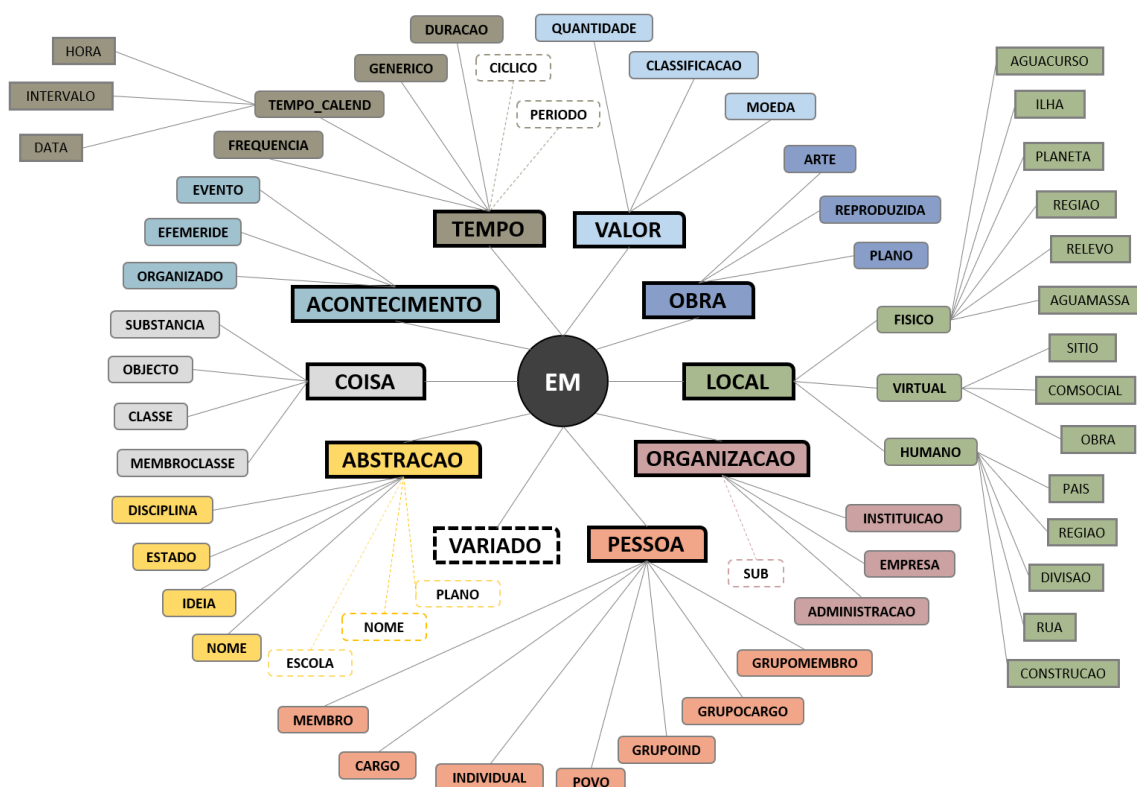 DURACAO
QUANTIDADE
HORA
GENERICO
CICLICO
CLASSIFICACAO
AGUACURSO
INTERVALO
TEMPO_CALEND
PERIODO
MOEDA
ILHA
DATA
FREQUENCIA
ARTE
PLANETA
EVENTO
TEMPO
VALOR
REPRODUZIDA
REGIAO
EFEMERIDE
PLANO
RELEVO
ORGANIZADO
ACONTECIMENTO
OBRA
AGUAMASSA
SUBSTANCIA
FISICO
SITIO
OBJECTO
COISA
EM
LOCAL
VIRTUAL
COMSOCIAL
CLASSE
OBRA
MEMBROCLASSE
ABSTRACAO
ORGANIZACAO
HUMANO
PAIS
DISCIPLINA
INSTITUICAO
REGIAO
ESTADO
VARIADO
PESSOA
SUB
EMPRESA
DIVISAO
IDEIA
PLANO
ADMINISTRACAO
RUA
NOME
NOME
ESCOLA
GRUPOMEMBRO
CONSTRUCAO
MEMBRO
GRUPOCARGO
CARGO
GRUPOIND
INDIVIDUAL
POVO